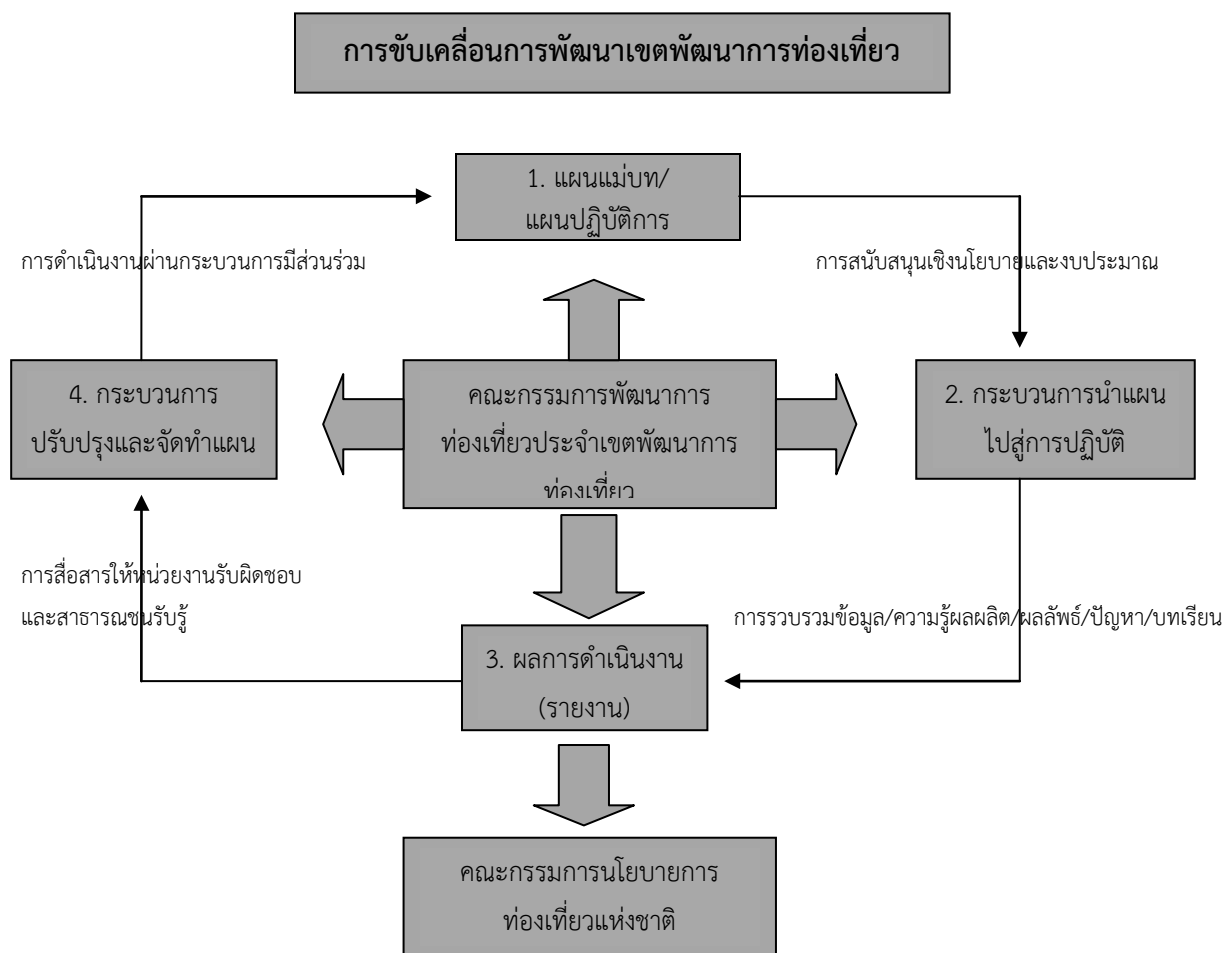 การขับเคลื่อนการพัฒนาเขตพัฒนาการท่องเที่ยว
1. แผนแม่บท/
แผนปฏิบัติการ
การดำเนินงานผ่านกระบวนการมีส่วนร่วม
การสนับสนุนเชิงนโยบายและงบประมาณ
4. กระบวนการ
ปรับปรุงและจัดทำแผน
คณะกรรมการพัฒนาการ
ท่องเที่ยวประจำเขตพัฒนาการ
ท่องเที่ยว
2. กระบวนการนำแผน
ไปสู่การปฏิบัติ
การสื่อสารให้หน่วยงานรับผิดชอบ
และสาธารณชนรับรู้
การรวบรวมข้อมูล/ความรู้ผลผลิต/ผลลัพธ์/ปัญหา/บทเรียน
3. ผลการดำเนินงาน
(รายงาน)
คณะกรรมการนโยบายการ
ท่องเที่ยวแห่งชาติ